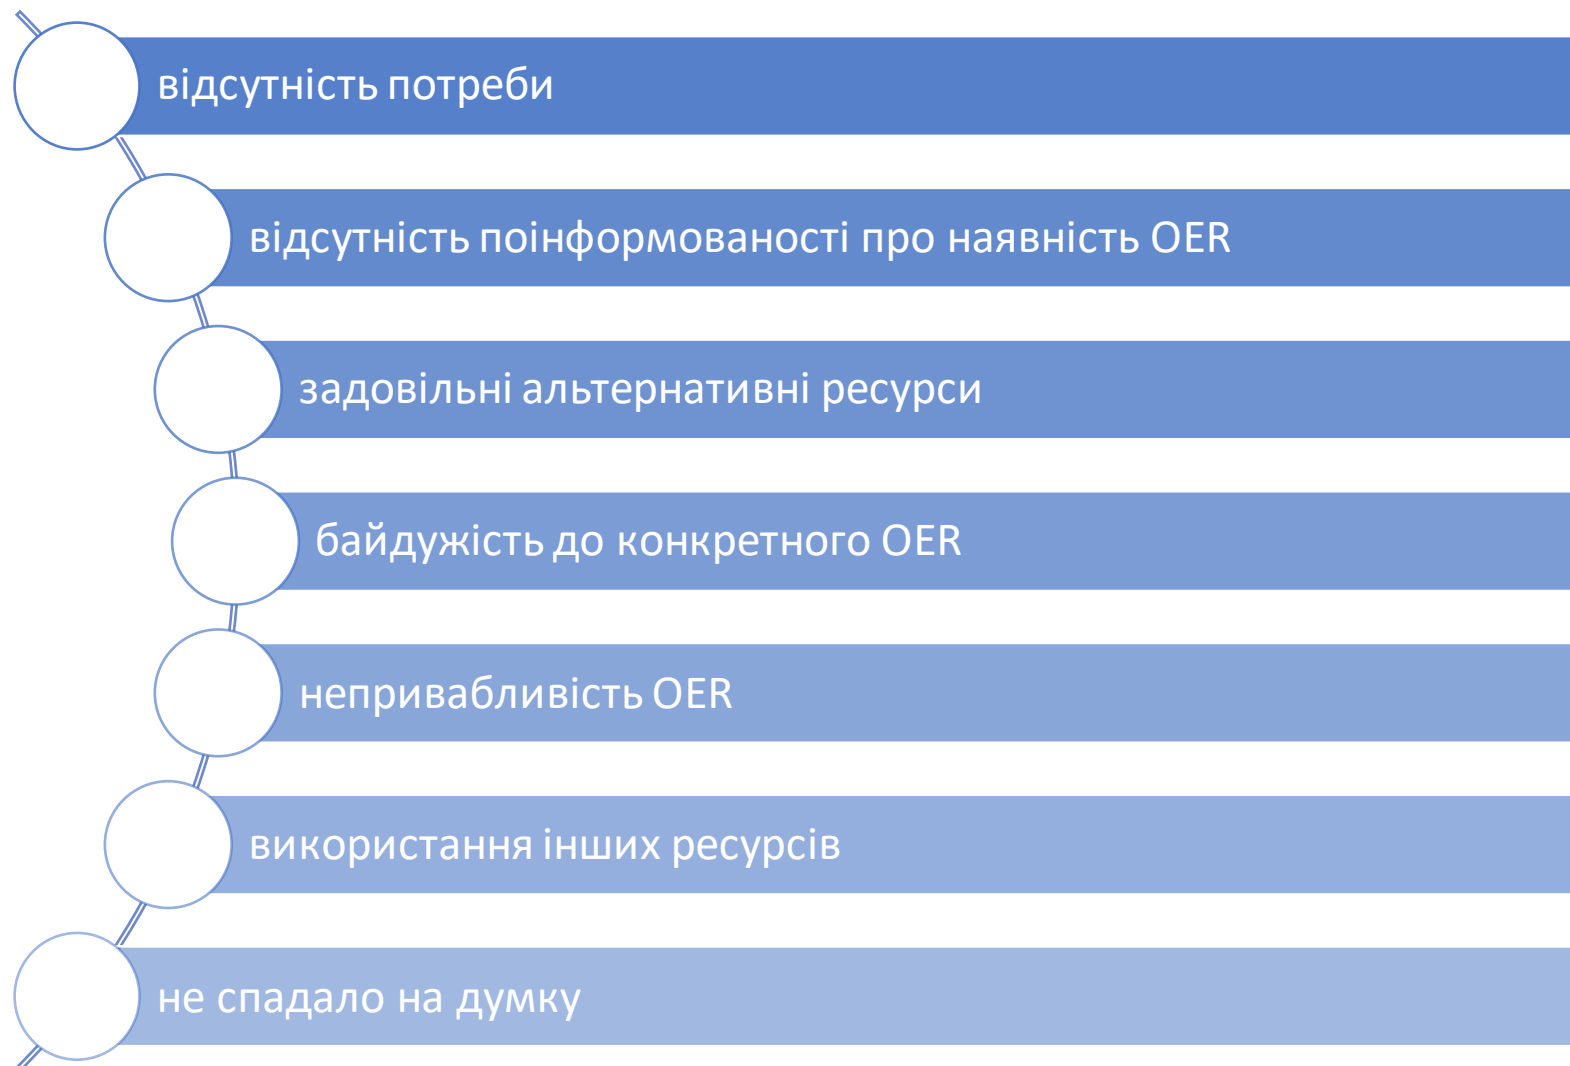 відсутність потреби
відсутність поінформованості про наявність OER
задовільні альтернативні ресурси
байдужість до конкретного OER
непривабливість OER
використання інших ресурсів
не спадало на думку